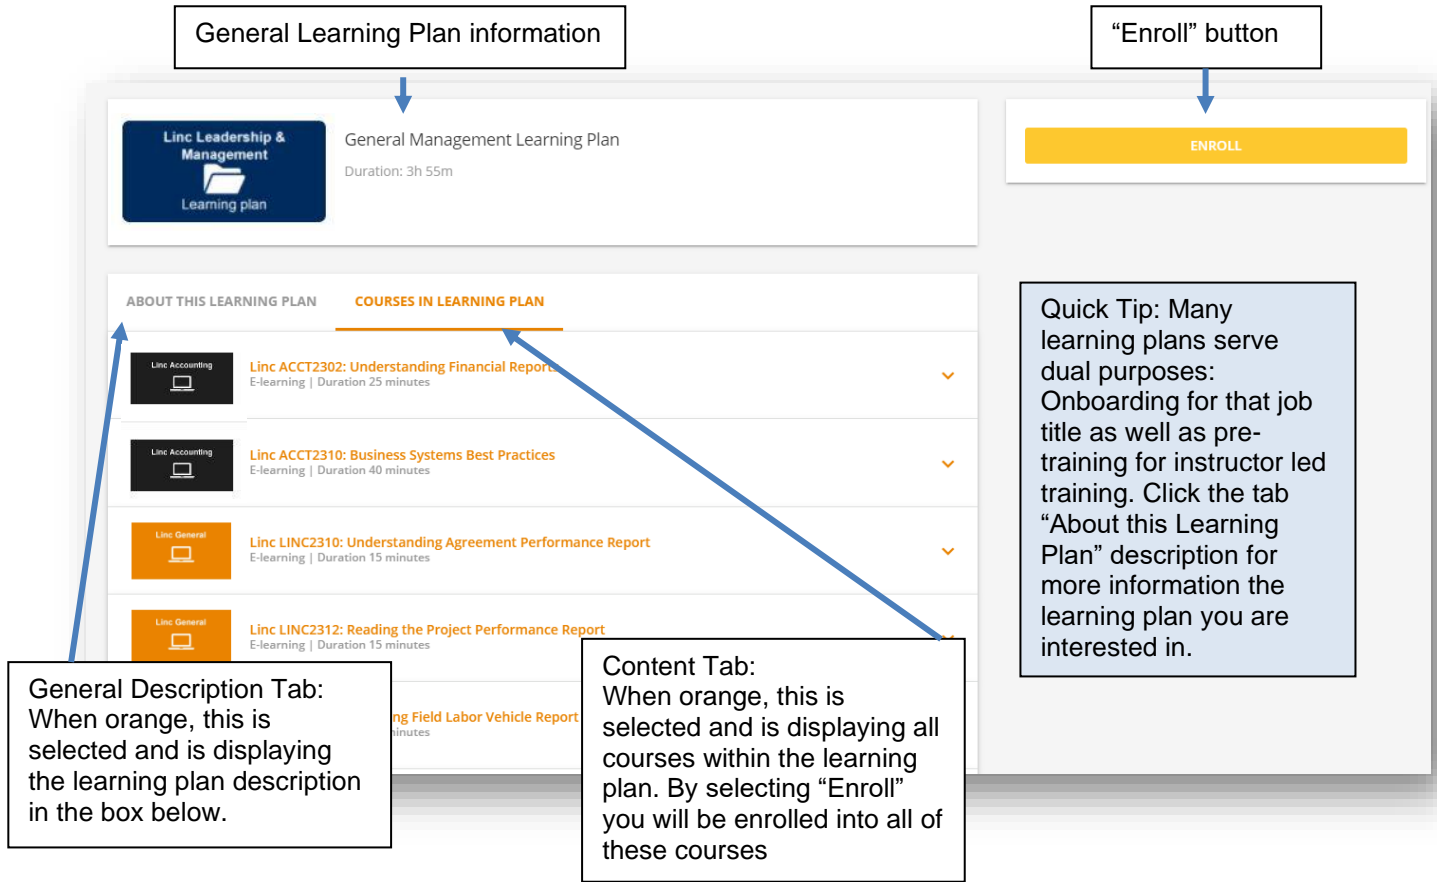 General Learning Plan information
“Enroll” button
Linc Leadership &
Management
Learning plan
General Management Learning Plan
Duration: 3h 55m
ENROLL
ABOUT THIS LEARNING PLAN
COURSES IN LEARNING PLAN
Linc Accounting
Linc ACCT2302: Understanding Financial Reports
E-learning | Duration 25 minutes
Linc Accounting
Linc ACCT2310: Business Systems Best Practices
E-learning | Duration 40 minutes
Linc General
Linc LINC2310: Understanding Agreement Performance Report
E-learning | Duration 15 minutes
Linc General
Linc LINC2312: Reading the Project Performance Report
E-learning | Duration 15 minutes
ng Field Labor Vehicle Report
inutes
Quick Tip: Many
learning plans serve
dual purposes:
Onboarding for that job
title as well as pre-
training for instructor led
training. Click the tab
“About this Learning
Plan” description for
more information the
learning plan you are
interested in.
General Description Tab:
When orange, this is
selected and is displaying
the learning plan description
in the box below.
Content Tab:
When orange, this is
selected and is displaying all
courses within the learning
plan. By selecting “Enroll”
you will be enrolled into all of
these courses